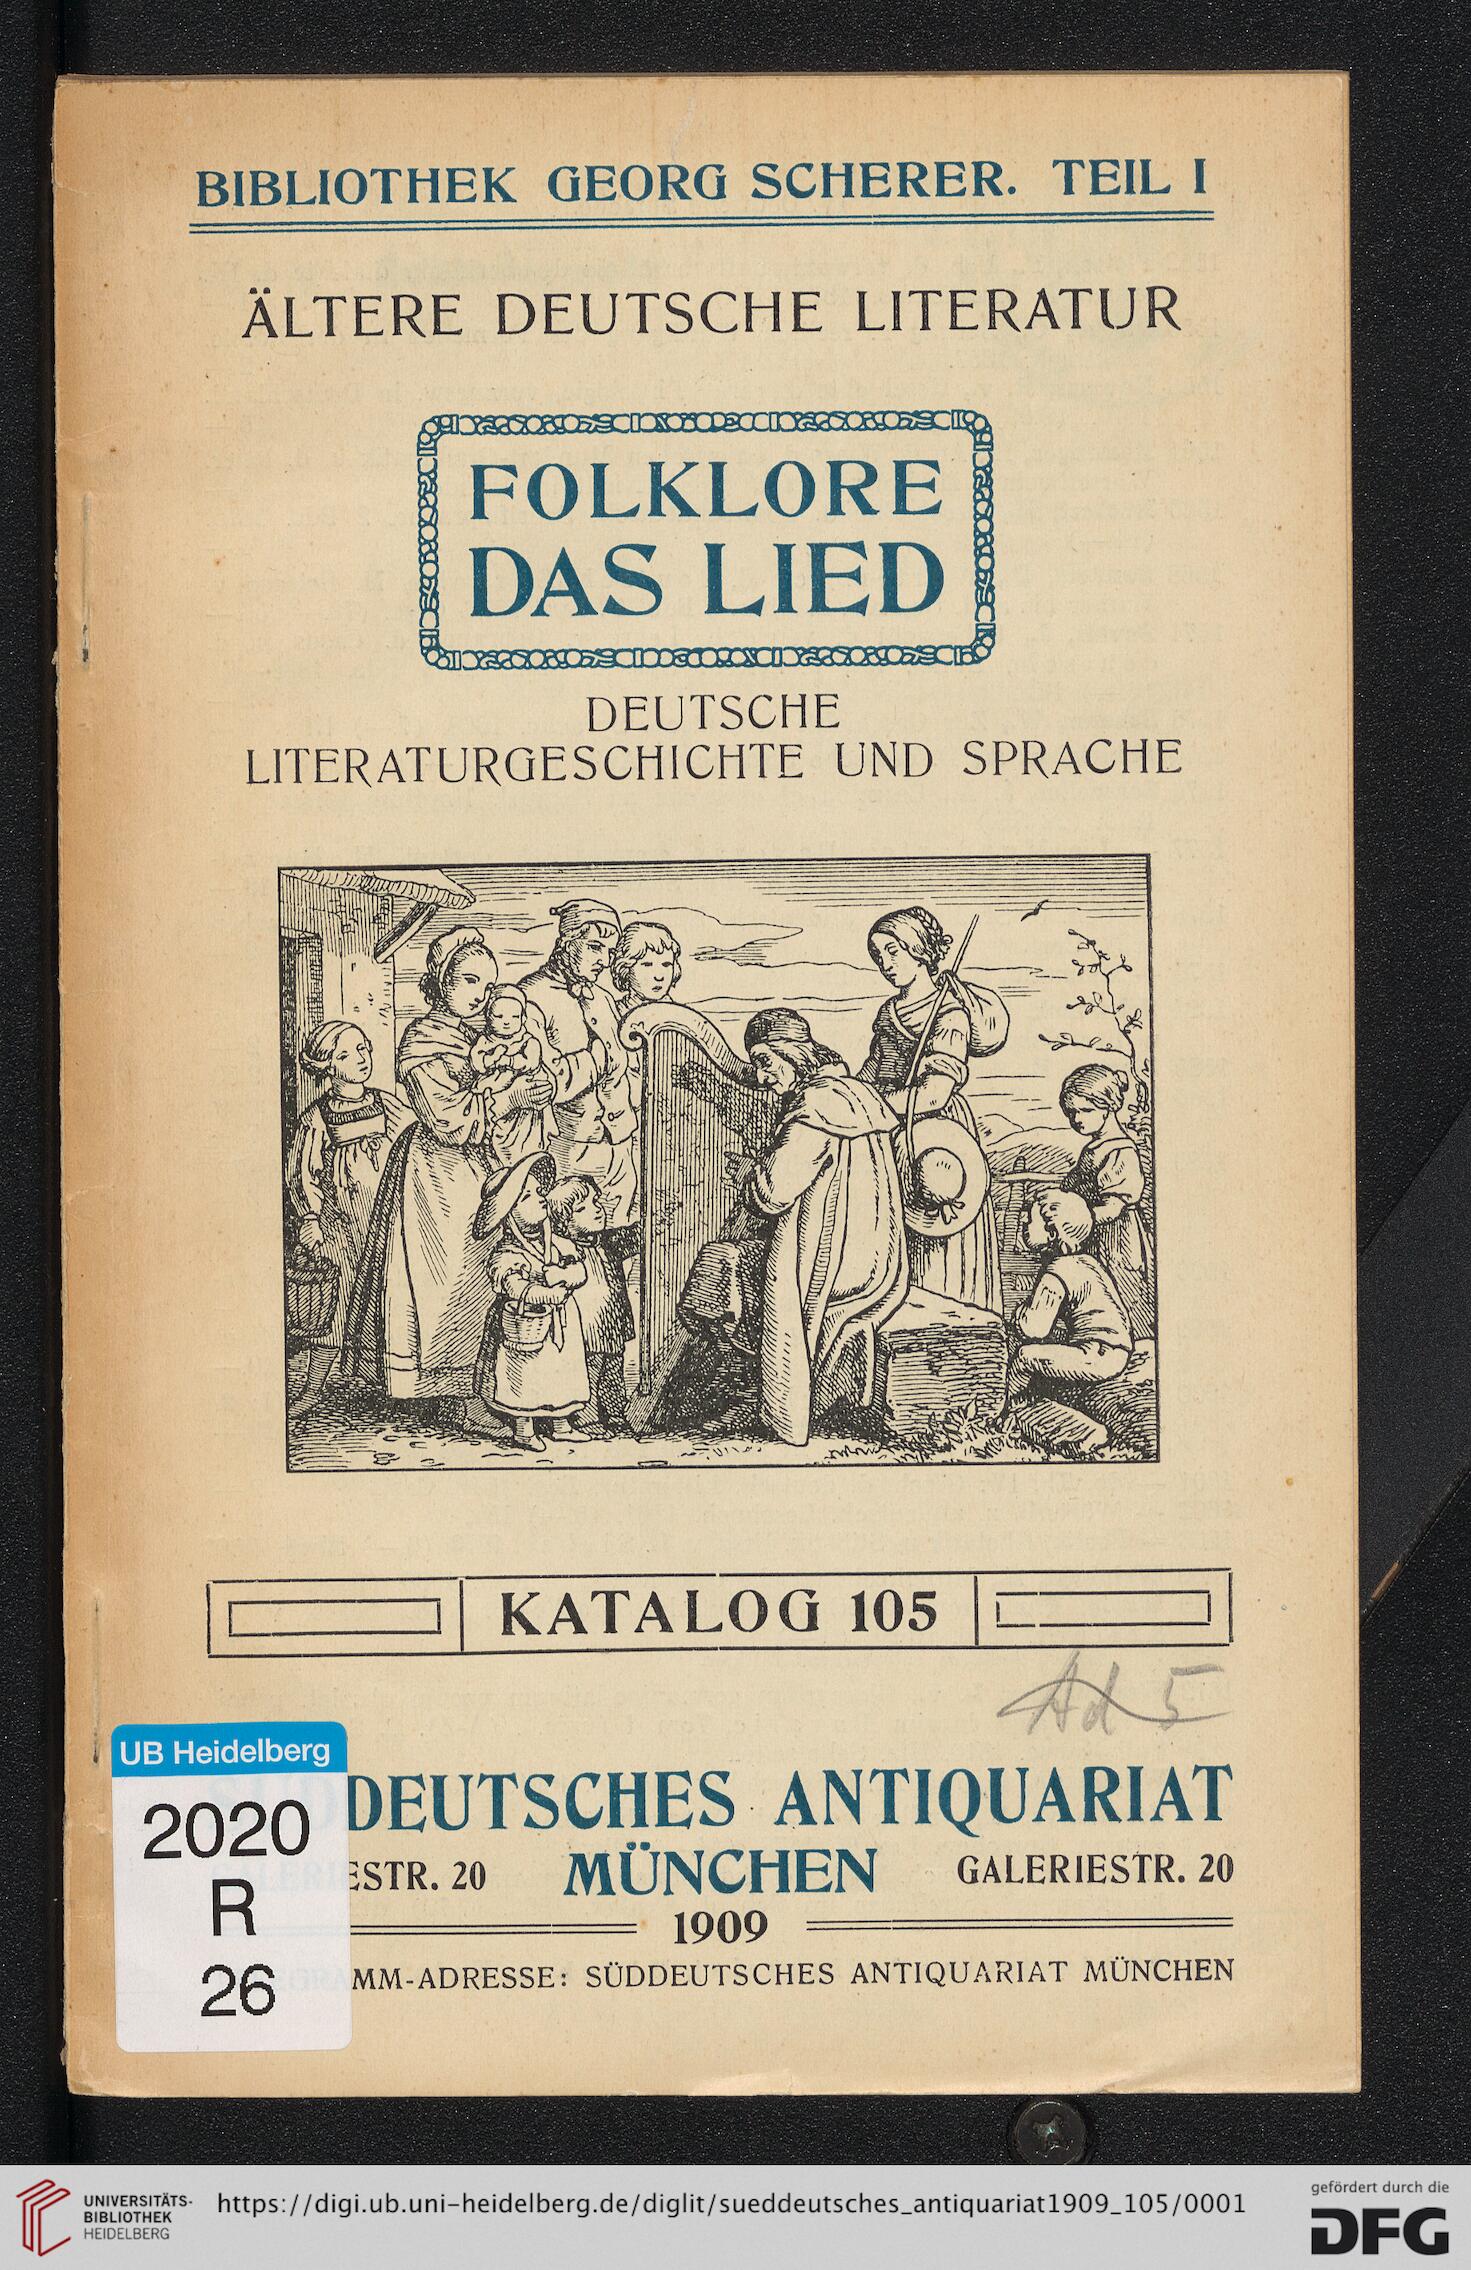 BIBLIOTHEK GEORG SCHERER. TEIL I
ÄLTERE DEUTSCHE LITERATUR
FOLKLORE
DAS LIED
DEUTSCHE
LITERATURGESCHICHTE UND SPRACHE
KATALOG 105
Ad 5
UB Heidelberg
2020
R
26
DDEUTSCHES ANTIQUARIAT
ESTR. 20 MÜNCHEN GALERIESTR. 20
1909
MM-ADRESSE: SÜDDEUTSCHES ANTIQUARIAT MÜNCHEN
UNIVERSITÄTS-
BIBLIOTHEK
HEIDELBERG
https://digi.ub.uni-heidelberg.de/diglit/sueddeutsches_antiquariat1909_105/0001
gefördert durch die
DFG